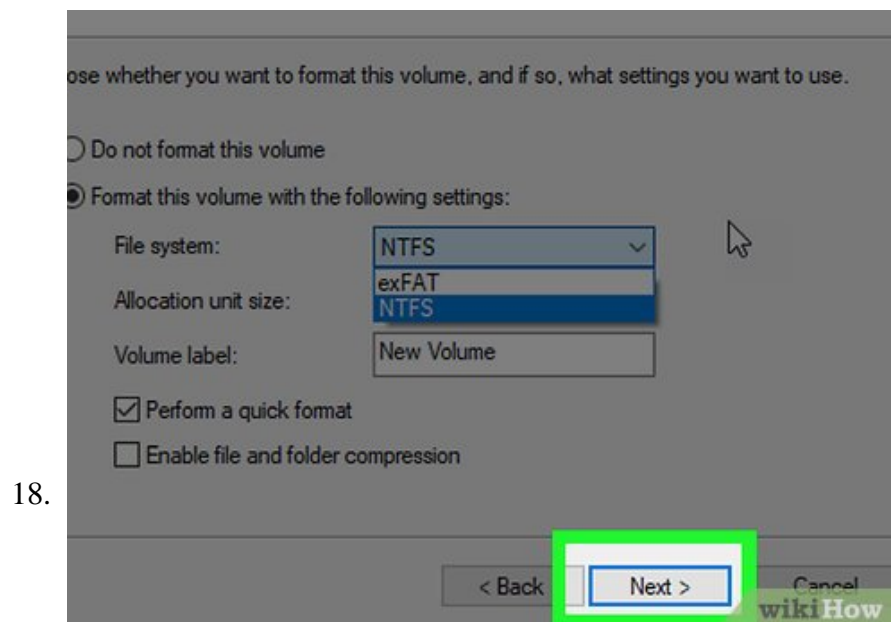 ose whether you want to format this volume, and if so, what settings you want to use.
Do not format this volume
Format this volume with the following settings:
File system: NTFS
exFAT
Allocation unit size: NTFS
Volume label: New Volume
Perform a quick format
Enable file and folder compression
18.
< Back Next > Cancel
wikiHow